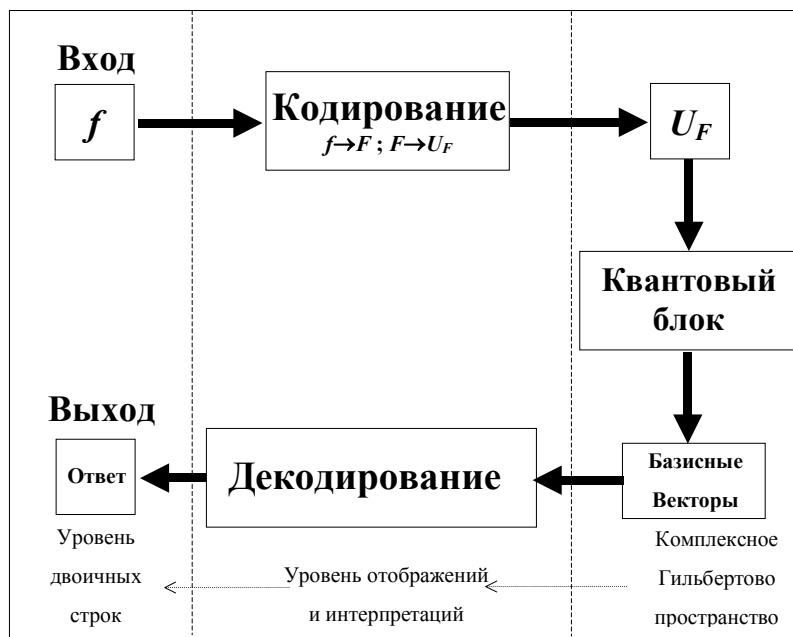 Вход
f
Кодирование
f→F ; F→U_F
U_F
Квантовый
блок
Базисные
Векторы
Декодирование
Выход
Ответ
Уровень
двоичных
строк
Уровень отображений
и интерпретаций
Комплексное
Гильбертово
пространство